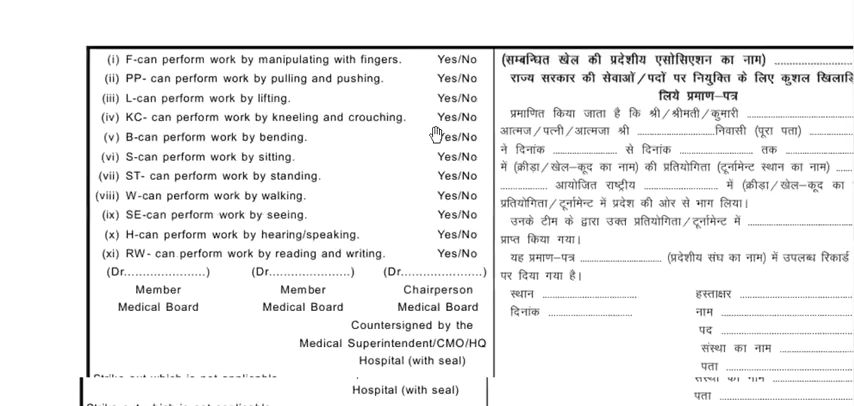 (i) F-can perform work by manipulating with fingers. Yes/No
(ii) PP- can perform work by pulling and pushing. Yes/No
(iii) L-can perform work by lifting. Yes/No
(iv) KC- can perform work by kneeling and crouching. Yes/No
(v) B-can perform work by bending. Yes/No
(vi) S-can perform work by sitting. Yes/No
(vii) ST- can perform work by standing. Yes/No
(viii) W-can perform work by walking. Yes/No
(ix) SE-can perform work by seeing. Yes/No
(x) H-can perform work by hearing/speaking. Yes/No
(xi) RW- can perform work by reading and writing. Yes/No
(Dr.....................) (Dr.....................) (Dr.....................)
Member Member Chairperson
Medical Board Medical Board Medical Board
Countersigned by the
Medical Superintendent/CMO/HQ
Hospital (with seal)
Hospital (with seal)
(सम्बन्धित खेल की प्रदेशीय एसोसिएशन का नाम) ....................
राज्य सरकार की सेवाओं/पदों पर नियुक्ति के लिए कुशल
लिये प्रमाण–पत्र
प्रमाणित किया जाता है कि श्री/श्रीमती/कुमारी ....................
आत्मज/पत्नी/आत्मजा श्री ....................निवासी (पूरा पता) ..........
ने दिनांक .................... से दिनांक .................... तक
में (क्रीड़ा/खेल–कूद का नाम) की प्रतियोगिता (टूर्नामेन्ट स्थान का नाम) .....
.................... आयोजित राष्ट्रीय .................... में (क्रीड़ा/खेल–कूद का
प्रतियोगिता/टूर्नामेन्ट में प्रदेश की ओर से भाग लिया।
उनके टीम के द्वारा उक्त प्रतियोगिता/टूर्नामेन्ट में ....................
प्राप्त किया गया।
यह प्रमाण–पत्र .................... (प्रदेशीय संघ का नाम) में उपलब्ध रिकार्ड
पर दिया गया है।
स्थान .................... हस्ताक्षर ....................
दिनांक .................... नाम ....................
पद ....................
संस्था का नाम ....................
पता ....................
पता ....................